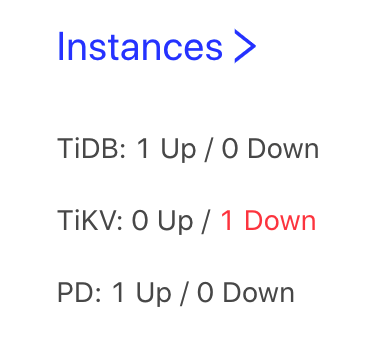 Instances >
TiDB: 1 Up / 0 Down
TiKV: 0 Up / 1 Down
PD: 1 Up / 0 Down